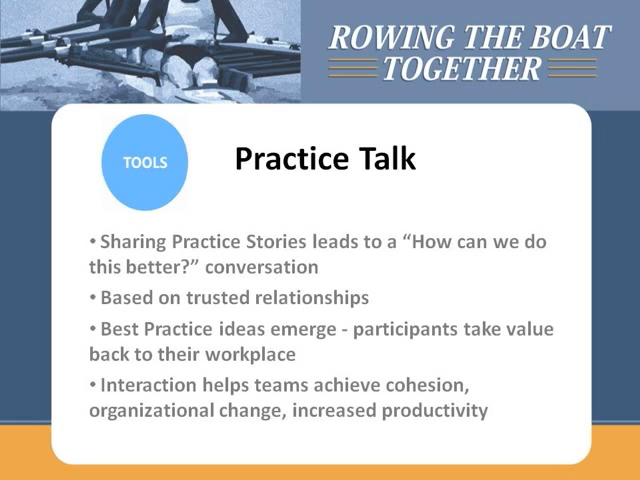 ROWING THE BOAT
TOGETHER
TOOLS
Practice Talk
• Sharing Practice Stories leads to a “How can we do
this better?” conversation
• Based on trusted relationships
• Best Practice ideas emerge - participants take value
back to their workplace
• Interaction helps teams achieve cohesion,
organizational change, increased productivity